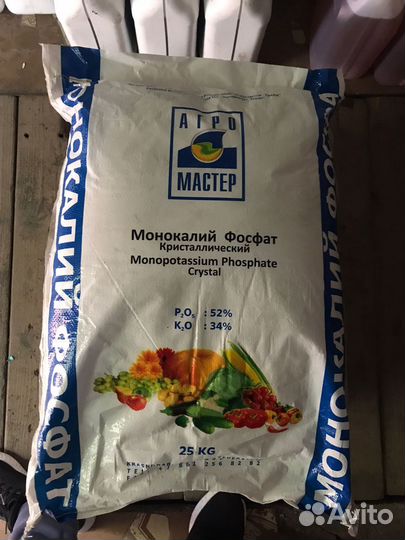 АГРО
МАСТЕР
Монокалий Фосфат
Кристаллический
Monopotassium Phosphate
Crystal
P₂O₅ : 52%
K₂O : 34%
25 KG
МОНОКАЛИЙ ФОСФАТ
МОНОКАЛИЙ ФОСФАТ
Avito